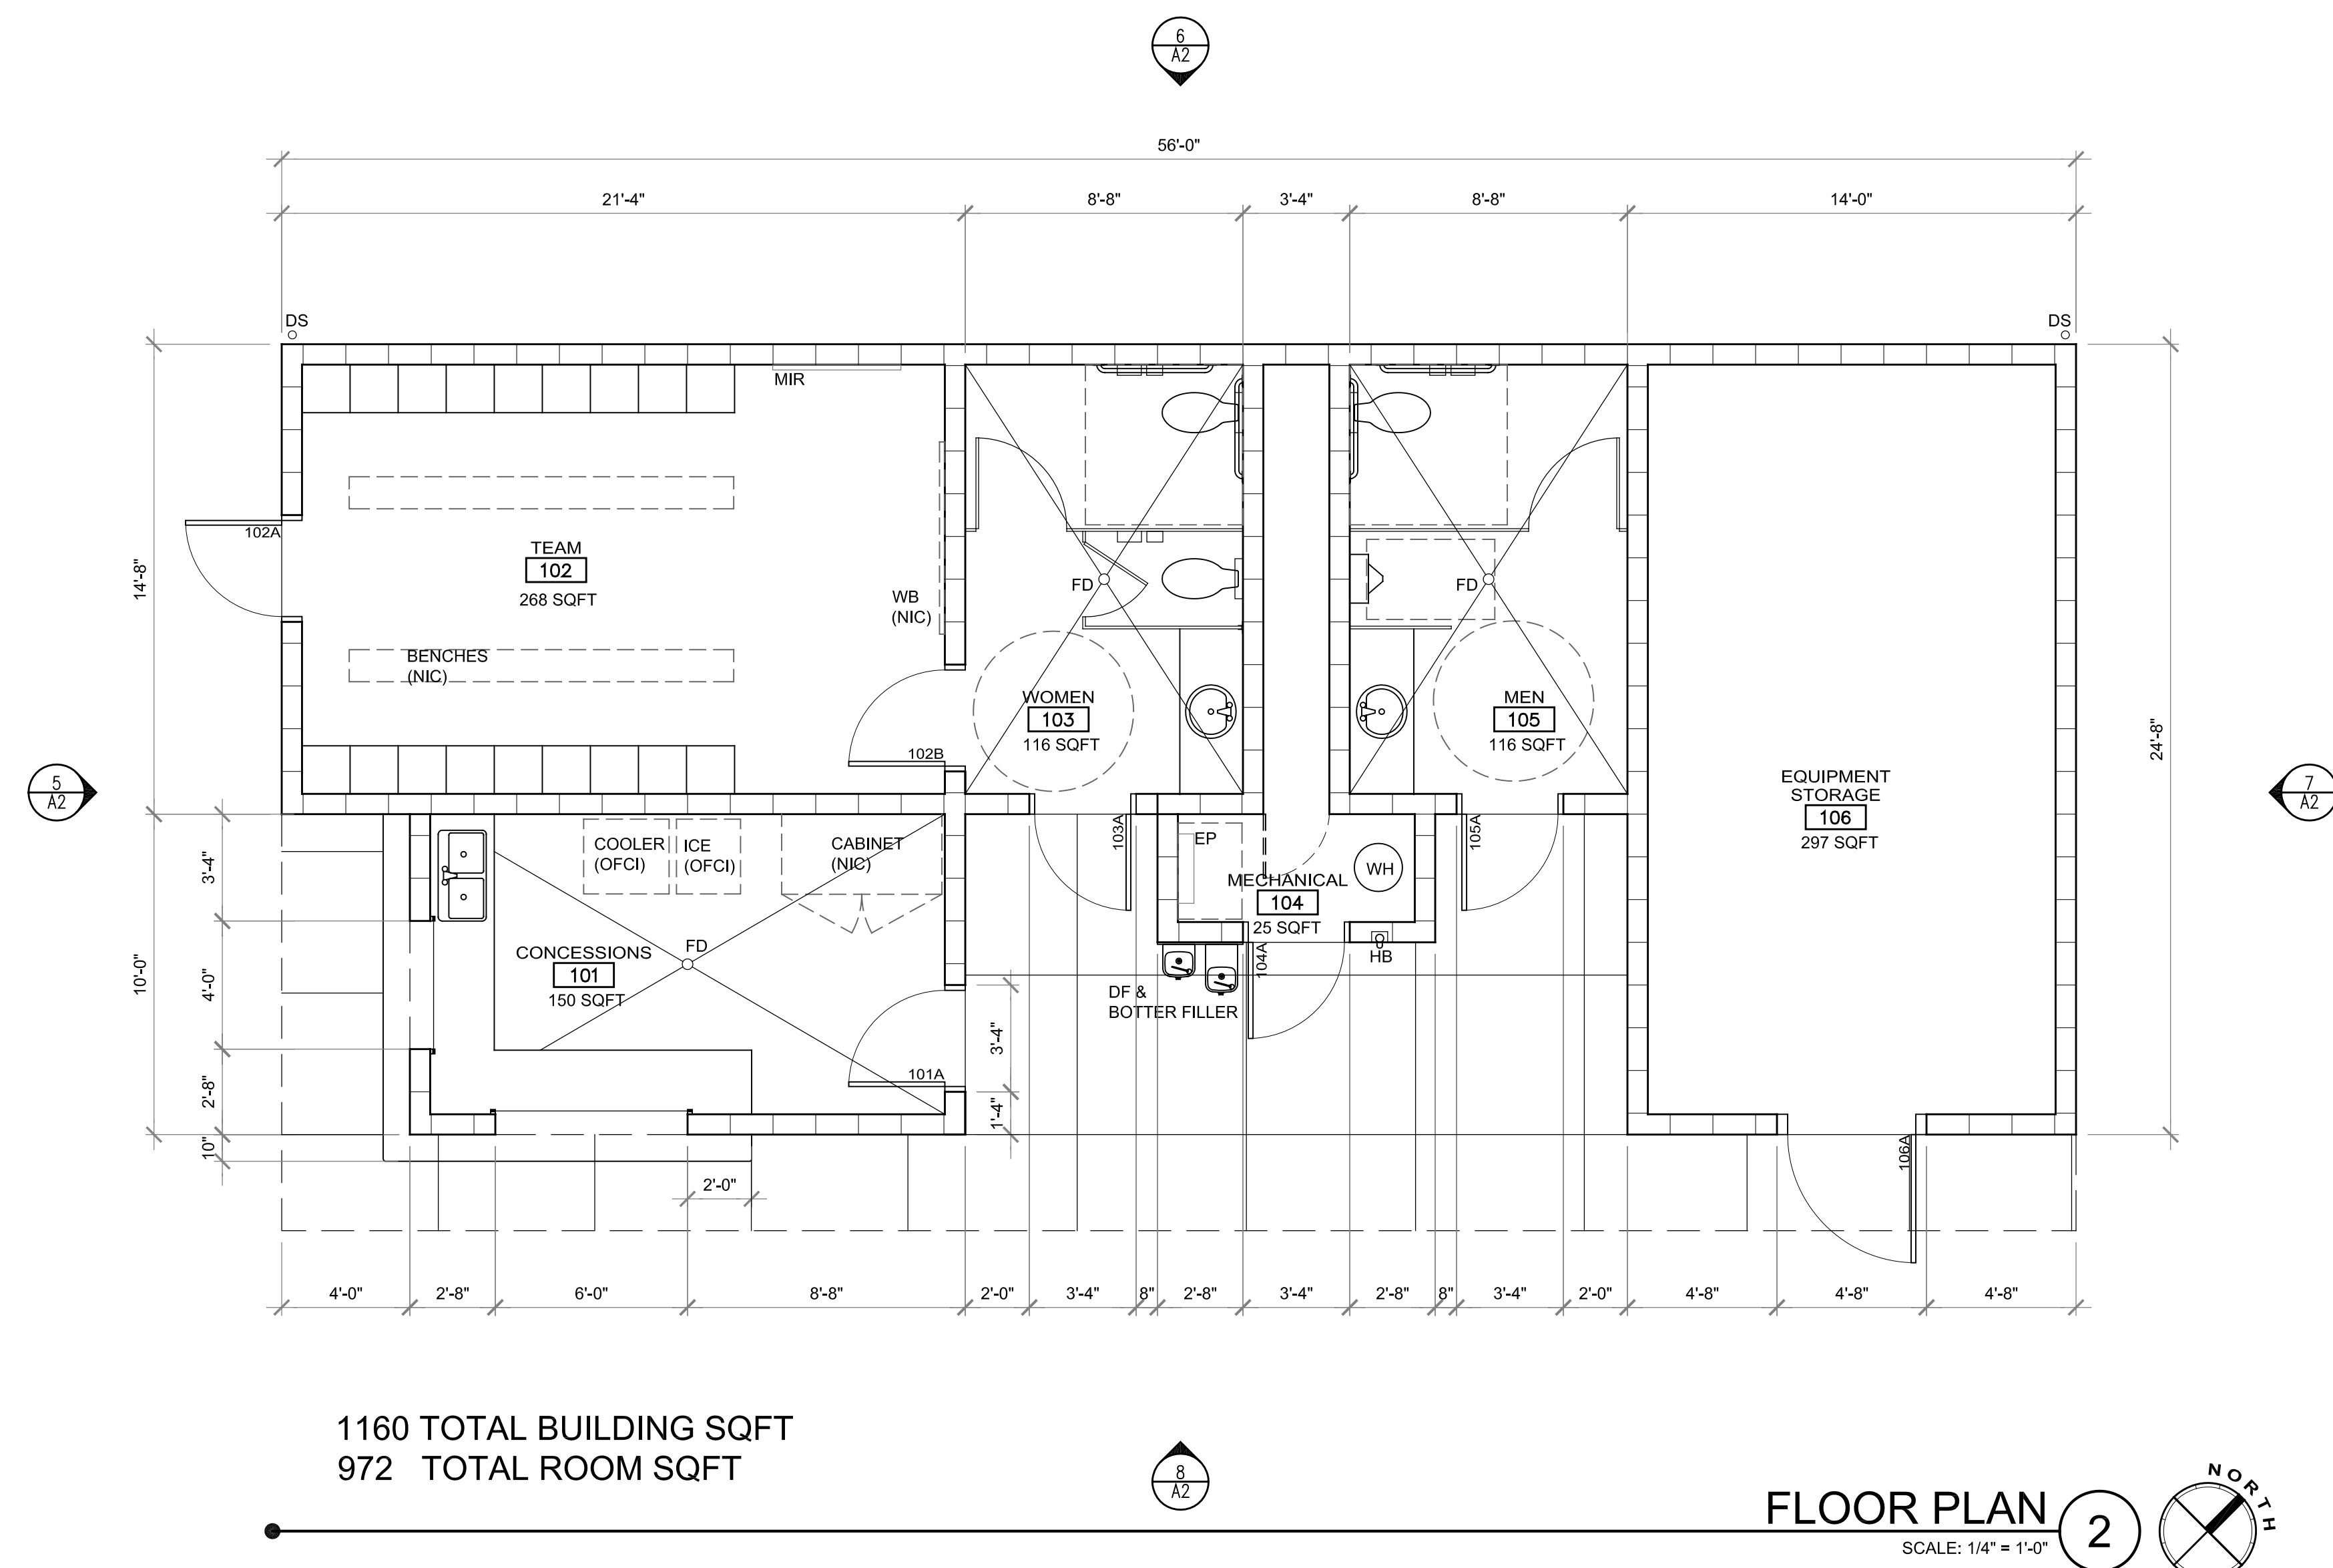 6
A2
56'-0"
21'-4"
8'-8"
3'-4"
8'-8"
14'-0"
DS
DS
MIR
102A
TEAM
102
268 SQFT
WB
(NIC)
BENCHES
(NIC)
102B
FD
WOMEN
103
116 SQFT
FD
MEN
105
116 SQFT
EQUIPMENT
STORAGE
106
297 SQFT
14'-8"
24'-8"
5
A2
7
A2
COOLER
(OFCI)
ICE
(OFCI)
CABINET
(NIC)
103A
EP
WH
105A
MECHANICAL
104
25 SQFT
104A
HB
CONCESSIONS
101
150 SQFT
FD
DF &
BOTTER FILLER
101A
106A
3'-4"
4'-0"
2'-8"
10"
10'-0"
3'-4"
1'-4"
2'-0"
4'-0"
2'-8"
6'-0"
8'-8"
2'-0"
3'-4"
8"
2'-8"
3'-4"
2'-8"
8"
3'-4"
2'-0"
4'-8"
4'-8"
4'-8"
1160 TOTAL BUILDING SQFT
972 TOTAL ROOM SQFT
8
A2
FLOOR PLAN
2
SCALE: 1/4" = 1'-0"
NORTH